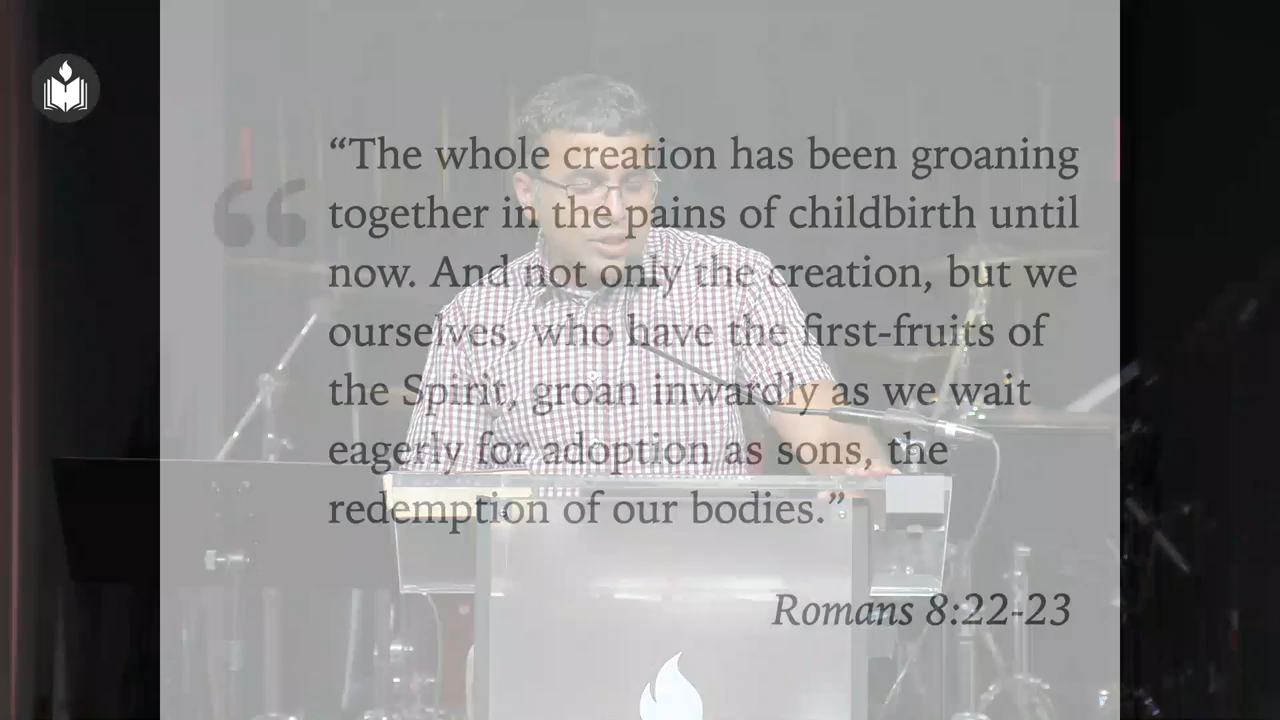 “The whole creation has been groaning
together in the pains of childbirth until
now. And not only the creation, but we
ourselves, who have the first-fruits of
the Spirit, groan inwardly as we wait
eagerly for adoption as sons, the
redemption of our bodies.”
Romans 8:22-23